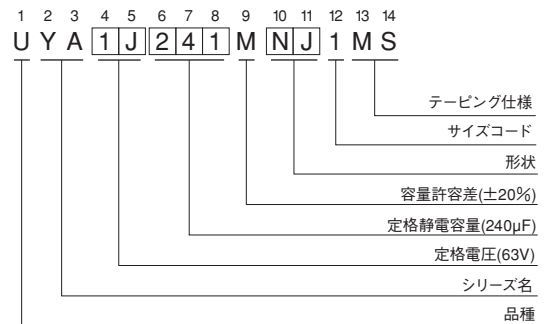 1 2 3 4 5 6 7 8 9 10 11 12 13 14
U Y A 1 J 2 4 1 M N J 1 M S
テーピング仕様
サイズコード
形状
容量許容差(±20%)
定格静電容量(240µF)
定格電圧(63V)
シリーズ名
品種